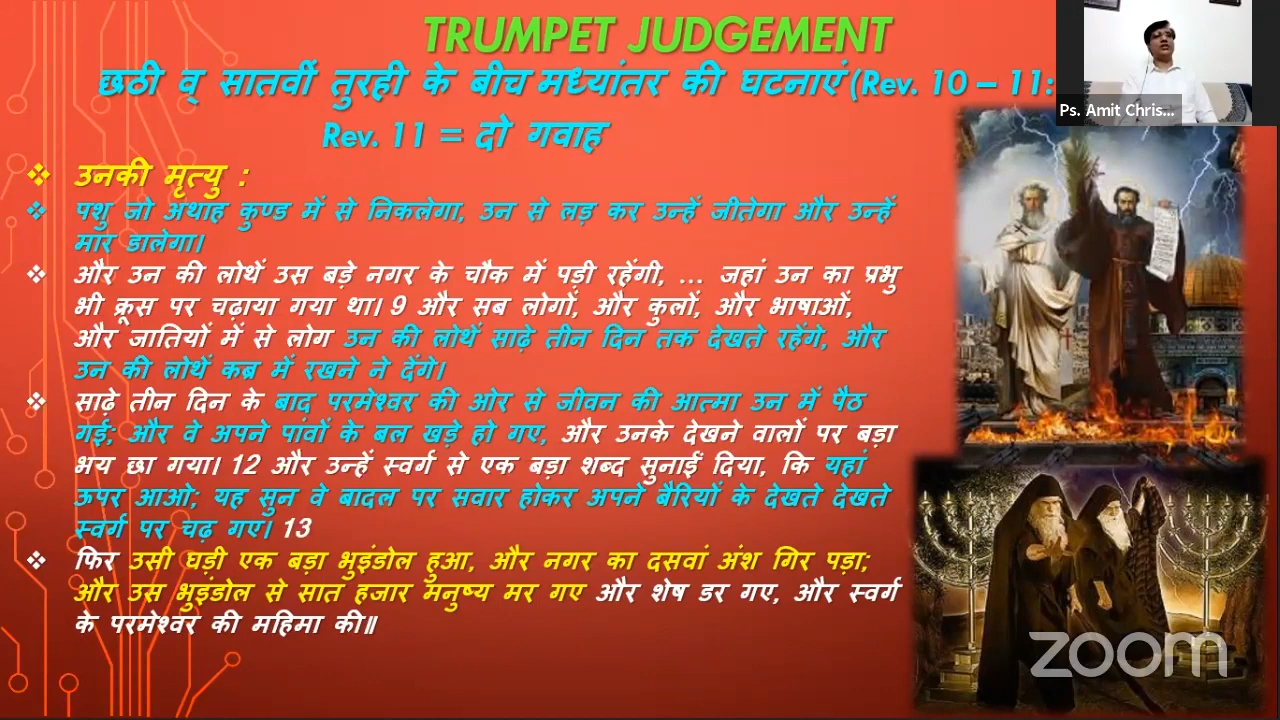 TRUMPET JUDGEMENT
छठी व् सातवीं तुरही के बीच मध्यांतर की घटनाएं (Rev. 10 – 11:
Rev. 11 = दो गवाह
❖ उनकी मृत्यु :
❖ पशु जो अथाह कुण्ड में से निकलेगा, उन से लड़ कर उन्हें जीतेगा और उन्हें
मार डालेगा।
❖ और उन की लोथें उस बड़े नगर के चौक में पड़ी रहेंगी, ... जहां उन का प्रभु
भी क्रूस पर चढ़ाया गया था। 9 और सब लोगों, और कुलों, और भाषाओं,
और जातियों में से लोग उन की लोथें साढ़े तीन दिन तक देखते रहेंगे, और
उन की लोथें कब्र में रखने ने देंगे।
❖ साढ़े तीन दिन के बाद परमेश्वर की ओर से जीवन की आत्मा उन में पैठ
गई; और वे अपने पांवों के बल खड़े हो गए, और उनके देखने वालों पर बड़ा
भय छा गया। 12 और उन्हें स्वर्ग से एक बड़ा शब्द सुनाई दिया, कि यहां
ऊपर आओ; यह सुन वे बादल पर सवार होकर अपने बैरियों के देखते देखते
स्वर्ग पर चढ़ गए। 13
❖ फिर उसी घड़ी एक बड़ा भुइंडोल हुआ, और नगर का दसवां अंश गिर पड़ा;
और उस भुइंडोल से सात हजार मनुष्य मर गए और शेष डर गए, और स्वर्ग
के परमेश्वर की महिमा की॥
Ps. Amit Chris...
zoom